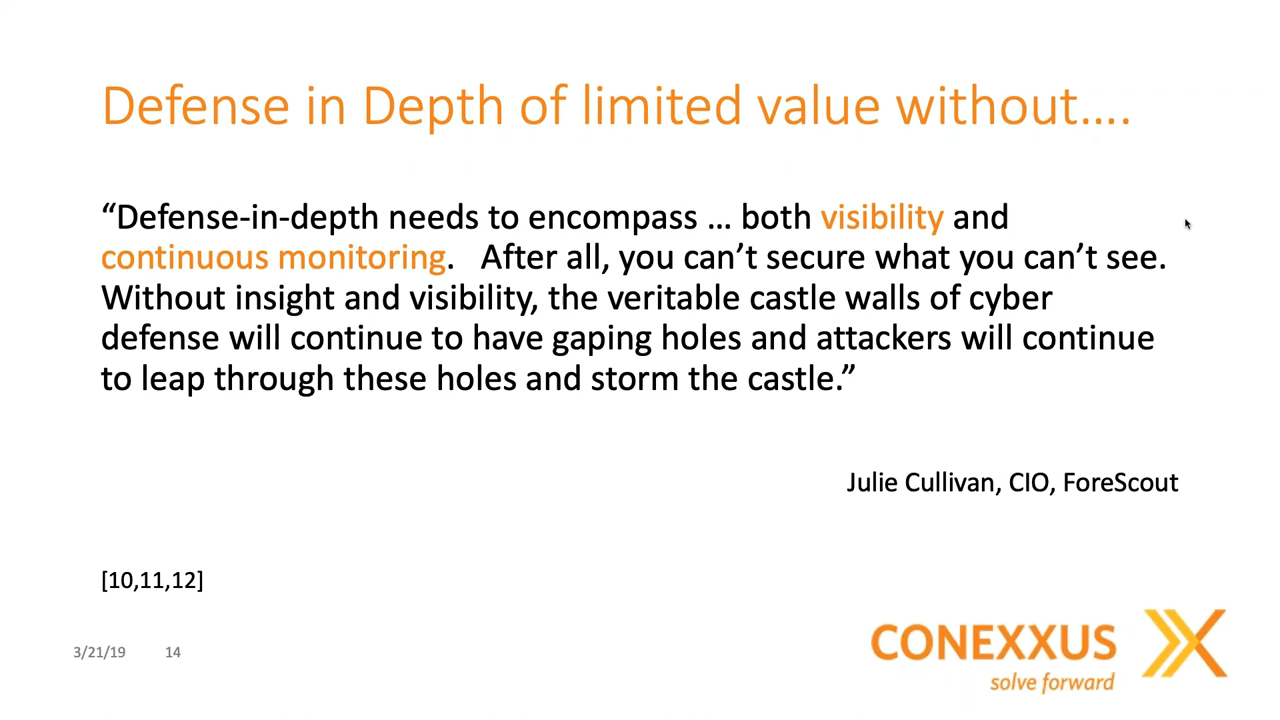 Defense in Depth of limited value without….
“Defense-in-depth needs to encompass … both visibility and
continuous monitoring.   After all, you can’t secure what you can’t see.
Without insight and visibility, the veritable castle walls of cyber
defense will continue to have gaping holes and attackers will continue
to leap through these holes and storm the castle.”
Julie Cullivan, CIO, ForeScout
[10,11,12]
3/21/19 14
CONEXXUS
solve forward